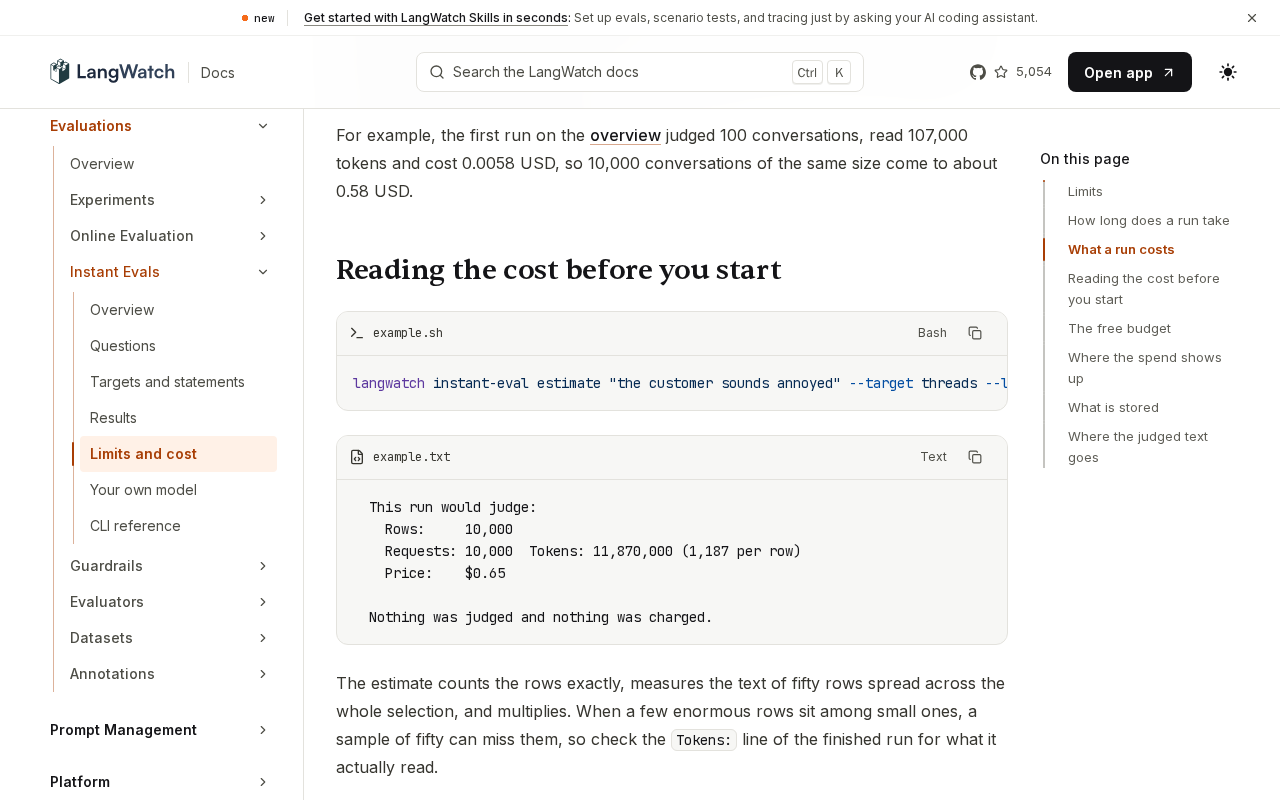 new
Get started with LangWatch Skills in seconds: Set up evals, scenario tests, and tracing just by asking your AI coding assistant.
LangWatch
Docs
Search the LangWatch docs
Ctrl K
5,054
Open app
Evaluations
Overview
Experiments
Online Evaluation
Instant Evals
Overview
Questions
Targets and statements
Results
Limits and cost
Your own model
CLI reference
Guardrails
Evaluators
Datasets
Annotations
Prompt Management
Platform
For example, the first run on the overview judged 100 conversations, read 107,000
tokens and cost 0.0058 USD, so 10,000 conversations of the same size come to about
0.58 USD.
Reading the cost before you start
example.sh
Bash
langwatch instant-eval estimate "the customer sounds annoyed" --target threads --l
example.txt
Text
This run would judge:
Rows: 10,000
Requests: 10,000 Tokens: 11,870,000 (1,187 per row)
Price: $0.65
Nothing was judged and nothing was charged.
The estimate counts the rows exactly, measures the text of fifty rows spread across the
whole selection, and multiplies. When a few enormous rows sit among small ones, a
sample of fifty can miss them, so check the Tokens: line of the finished run for what it
actually read.
On this page
Limits
How long does a run take
What a run costs
Reading the cost before
you start
The free budget
Where the spend shows
up
What is stored
Where the judged text
goes